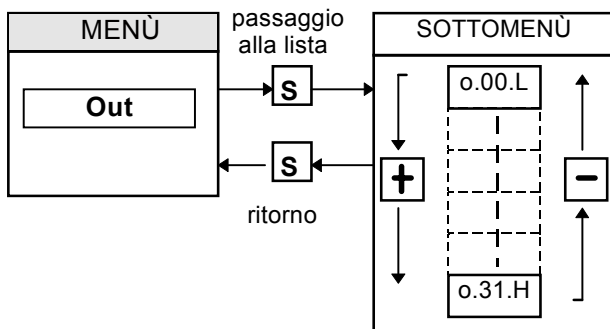 MENÙ
passaggio
alla lista
SOTTOMENÙ
Out
S
S
ritorno
o.00.L
+
−
o.31.H